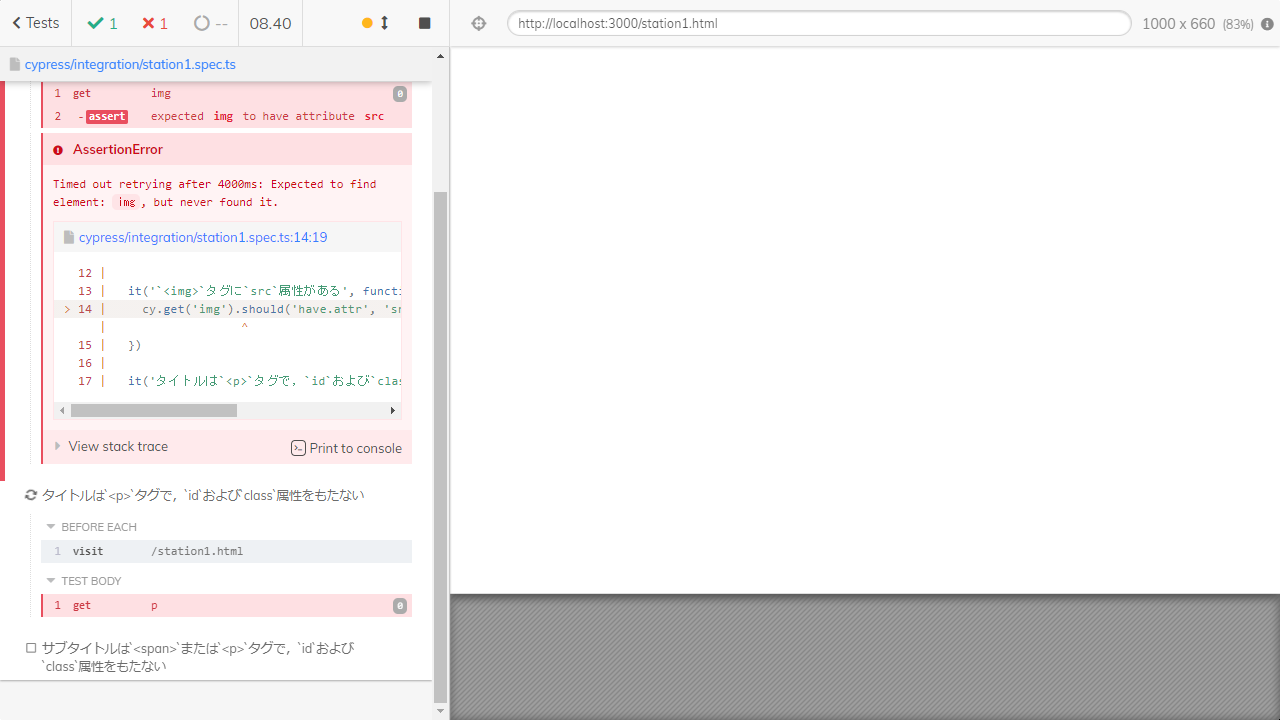 Tests
1
1
--
08.40
http://localhost:3000/station1.html
1000 x 660 (83%)
cypress/integration/station1.spec.ts
1 get img 0
2 -assert expected img to have attribute src
AssertionError
Timed out retrying after 4000ms: Expected to find
element: img, but never found it.
cypress/integration/station1.spec.ts:14:19
12 |
13 | it('`<img>`タグに`src`属性がある', functi
> 14 | cy.get('img').should('have.attr', 'sr
| ^
15 | })
16 |
17 | it('タイトルは`<p>`タグで，`id`および`clas
View stack trace
Print to console
タイトルは`<p>`タグで，`id`および`class`属性をもたない
BEFORE EACH
1 visit /station1.html
TEST BODY
1 get p 0
サブタイトルは`<span>`または`<p>`タグで，`id`および
`class`属性をもたない